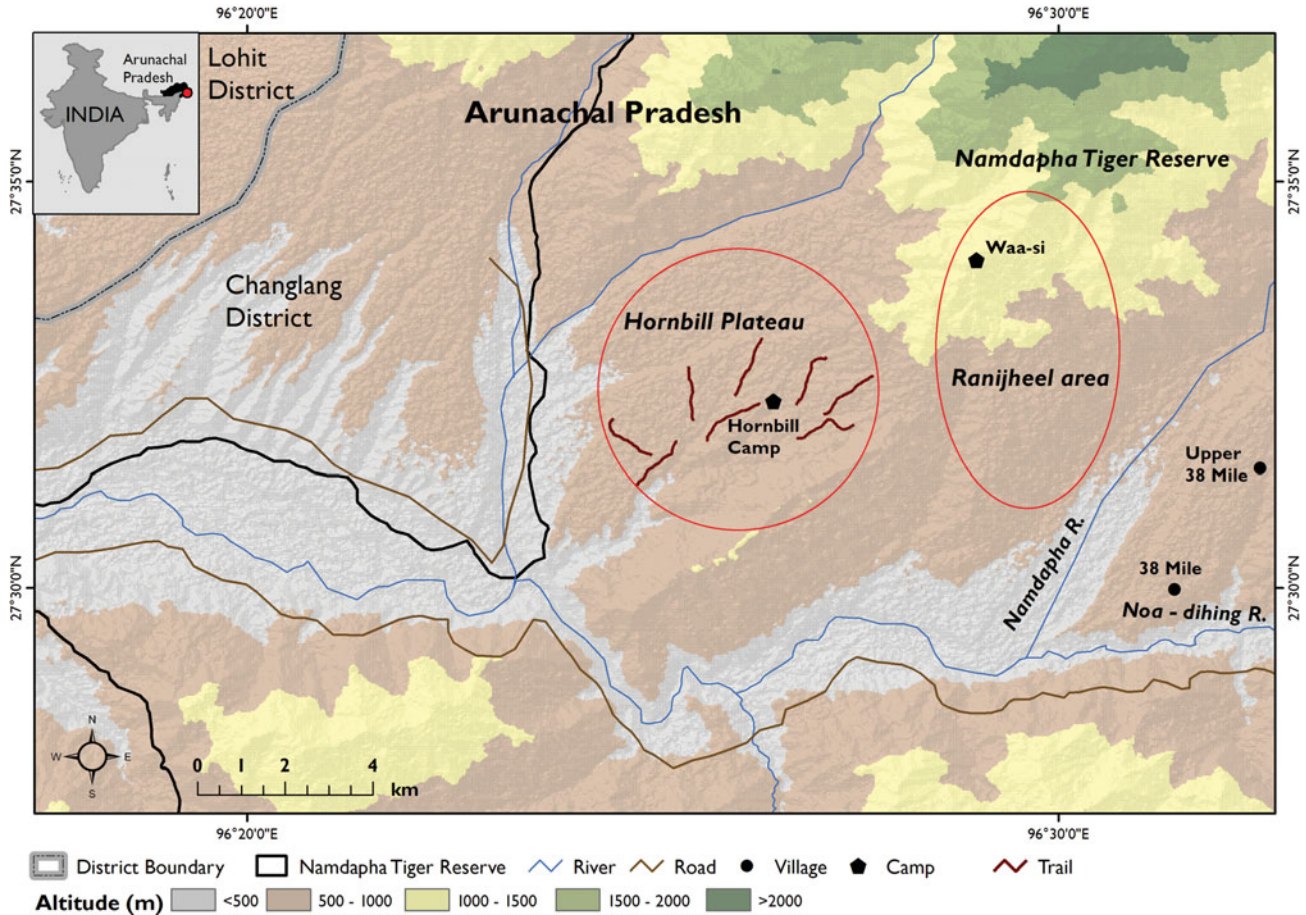 96°20'0"E
96°30'0"E
Arunachal
Pradesh
INDIA
Lohit
District
Arunachal Pradesh
Namdapha Tiger Reserve
27°35'0"N
27°35'0"N
Waa-si
Changlang
District
Hornbill Plateau
Ranijheel area
Hornbill
Camp
Upper
38 Mile
Namdapha R.
38 Mile
27°30'0"N
27°30'0"N
Noa - dihing R.
N
W E
S
0 1 2 4
km
96°20'0"E
96°30'0"E
District Boundary Namdapha Tiger Reserve River Road Village Camp Trail
Altitude (m) <500 500 - 1000 1000 - 1500 1500 - 2000 >2000